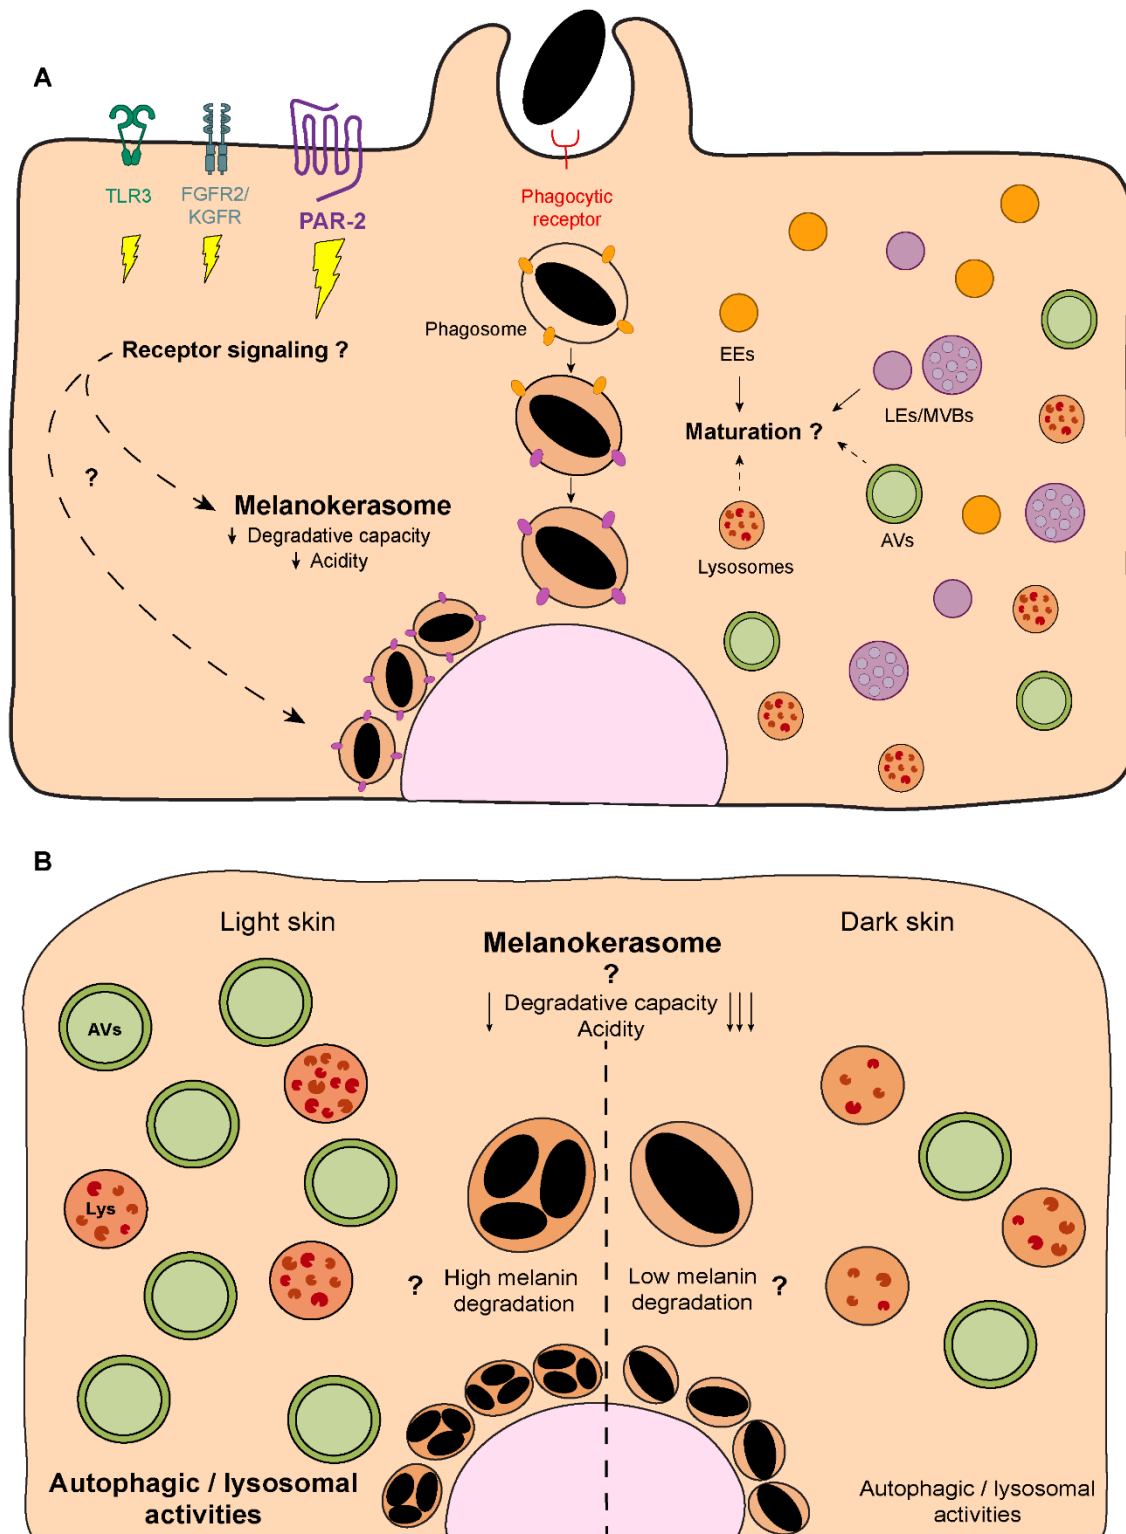 A
TLR3
FGFR2/
KGFR
PAR-2
Phagocytic
receptor
Phagosome
EEs
LEs/MVBs
Receptor signaling ?
Maturation ?
?
Melanokerasome
↓ Degradative capacity
↓ Acidity
Lysosomes
AVs
B
Light skin
Dark skin
Melanokerasome
?
↓ Degradative capacity ↓↓↓
Acidity
AVs
Lys
? High melanin
degradation
Low melanin ?
degradation
Autophagic / lysosomal
activities
Autophagic / lysosomal
activities